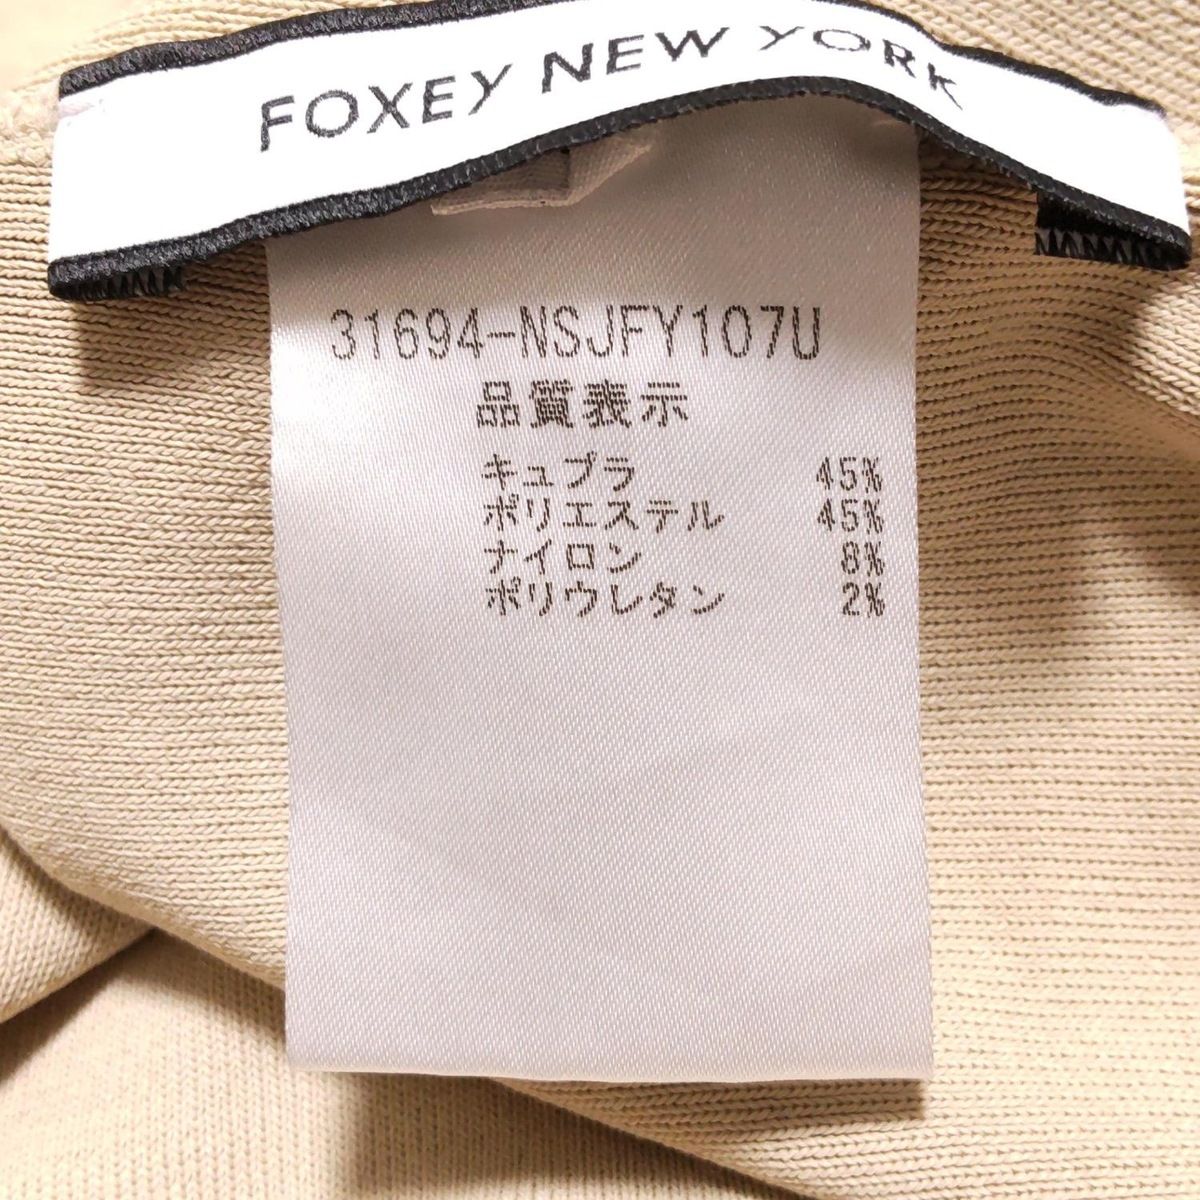 FOXEY NEW YORK
31694-NSJFY107U
品質表示
キュプラ 45%
ポリエステル 45%
ナイロン 8%
ポリウレタン 2%